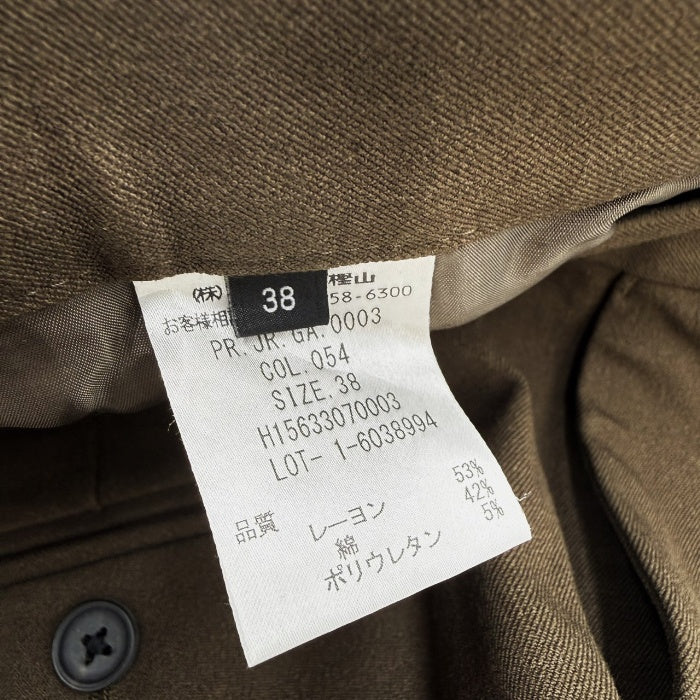 (株) 樫山
38
58-6300
お客様相
PR.JR.GA.0003
COL.054
SIZE.38
H15633070003
LOT- 1-6038994
品質 レーヨン 53%
綿 42%
ポリウレタン 5%